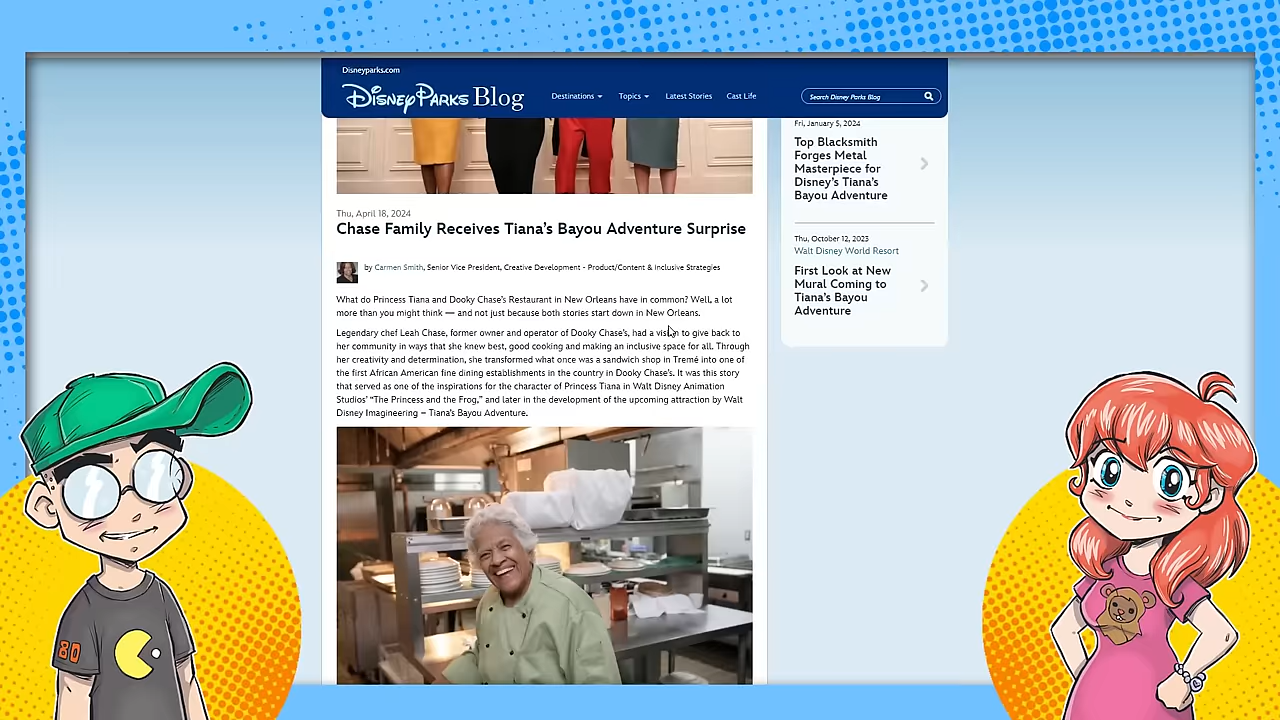 Disneyparks.com
Disney Parks Blog
Destinations
Topics
Latest Stories
Cast Life
Search Disney Parks Blog
Thu, April 18, 2024
Chase Family Receives Tiana's Bayou Adventure Surprise
by Carmen Smith, Senior Vice President, Creative Development - Product/Content & Inclusive Strategies
What do Princess Tiana and Dooky Chase's Restaurant in New Orleans have in common? Well, a lot
more than you might think — and not just because both stories start down in New Orleans.
Legendary chef Leah Chase, former owner and operator of Dooky Chase's, had a vision to give back to
her community in ways that she knew best, good cooking and making an inclusive space for all. Through
her creativity and determination, she transformed what once was a sandwich shop in Tremé into one of
the first African American fine dining establishments in the country in Dooky Chase's. It was this story
that served as one of the inspirations for the character of Princess Tiana in Walt Disney Animation
Studios' "The Princess and the Frog," and later in the development of the upcoming attraction by Walt
Disney Imagineering – Tiana's Bayou Adventure.
Fri, January 5, 2024
Top Blacksmith
Forges Metal
Masterpiece for
Disney's Tiana's
Bayou Adventure
Thu, October 12, 2023
Walt Disney World Resort
First Look at New
Mural Coming to
Tiana's Bayou
Adventure
80